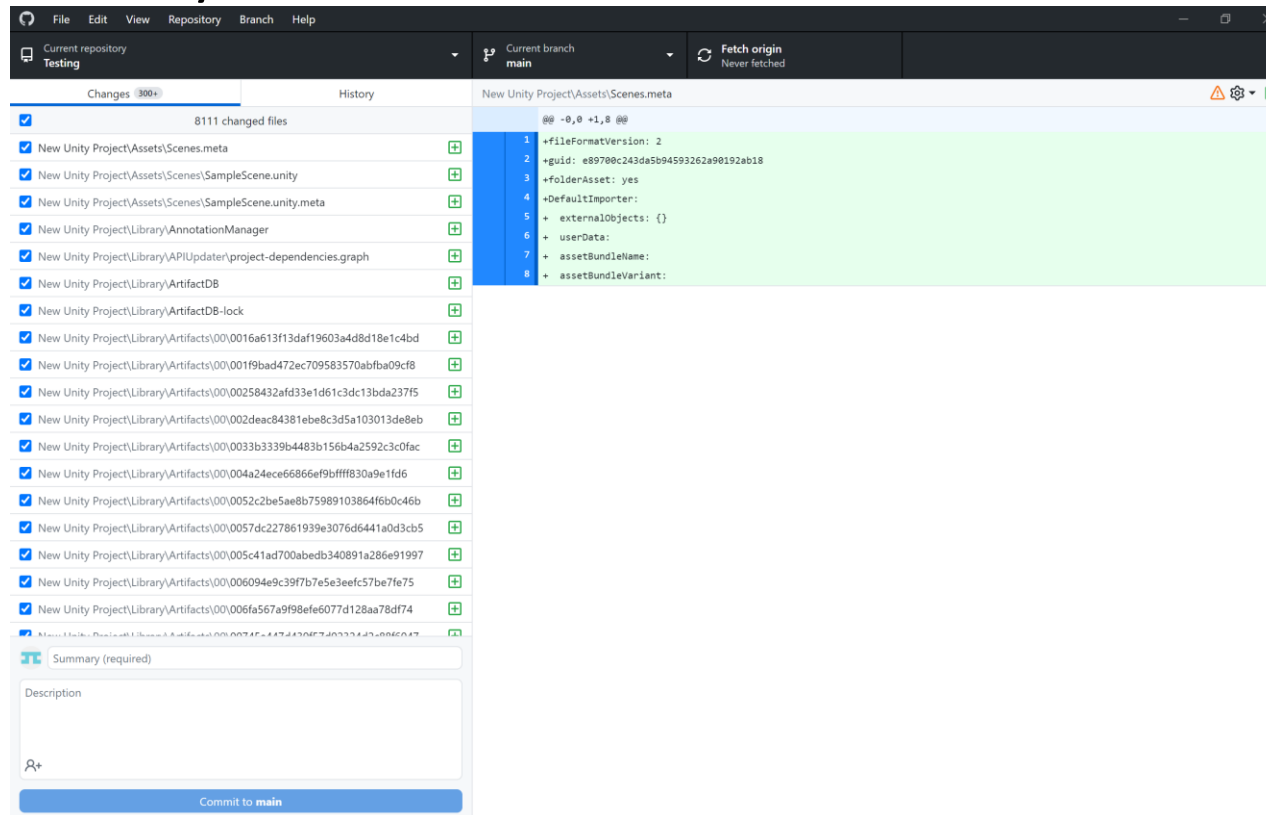 File Edit View Repository Branch Help
Current repository
Testing
Current branch
main
Fetch origin
Never fetched
Changes 300+
History
New Unity Project\Assets\Scenes.meta
8111 changed files
New Unity Project\Assets\Scenes.meta
New Unity Project\Assets\Scenes\SampleScene.unity
New Unity Project\Assets\Scenes\SampleScene.unity.meta
New Unity Project\Library\AnnotationManager
New Unity Project\Library\APIUpdater\project-dependencies.graph
New Unity Project\Library\ArtifactDB
New Unity Project\Library\ArtifactDB-lock
New Unity Project\Library\Artifacts\00\0016a613f13daf19603a4d8d18e1c4bd
New Unity Project\Library\Artifacts\00\001f9bad472ec709583570abfba09cf8
New Unity Project\Library\Artifacts\00\00258432afd33e1d61c3dc13bda237f5
New Unity Project\Library\Artifacts\00\002deac84381ebe8c3d5a103013de8eb
New Unity Project\Library\Artifacts\00\0033b3339b4483b156b4a2592c3c0fac
New Unity Project\Library\Artifacts\00\004a24ece66866ef9bffff830a9e1fd6
New Unity Project\Library\Artifacts\00\0052c2be5ae8b75989103864f6b0c46b
New Unity Project\Library\Artifacts\00\0057dc227861939e3076d6441a0d3cb5
New Unity Project\Library\Artifacts\00\005c41ad700abedb340891a286e91997
New Unity Project\Library\Artifacts\00\006094e9c39f7b7e5e3eefc57be7fe75
New Unity Project\Library\Artifacts\00\006fa567a9f98efe6077d128aa78df74
Summary (required)
Description
Commit to main
@@ -0,0 +1,8 @@
1 +fileFormatVersion: 2
2 +guid: e89700c243da5b94593262a90192ab18
3 +folderAsset: yes
4 +DefaultImporter:
5 + externalObjects: {}
6 + userData:
7 + assetBundleName:
8 + assetBundleVariant: